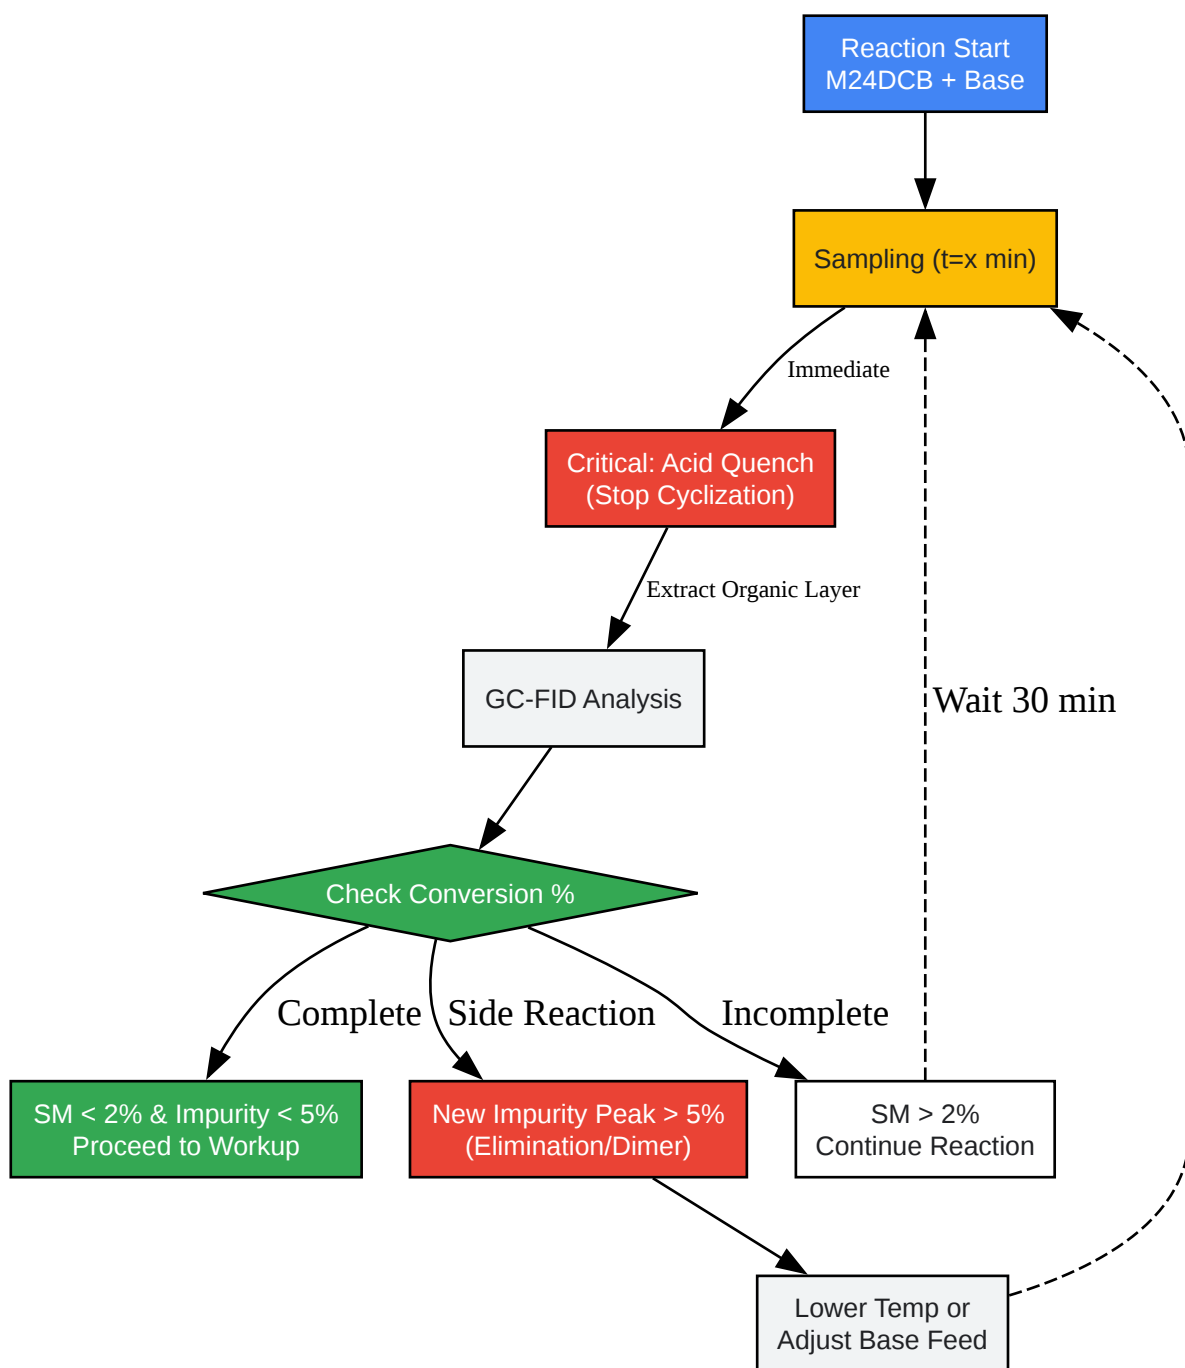 Reaction Start
M24DCB + Base
Sampling (t=x min)
Immediate
Critical: Acid Quench
(Stop Cyclization)
Extract Organic Layer
GC-FID Analysis
Wait 30 min
Check Conversion %
Complete
Side Reaction
Incomplete
SM < 2% & Impurity < 5%
Proceed to Workup
New Impurity Peak > 5%
(Elimination/Dimer)
SM > 2%
Continue Reaction
Lower Temp or
Adjust Base Feed